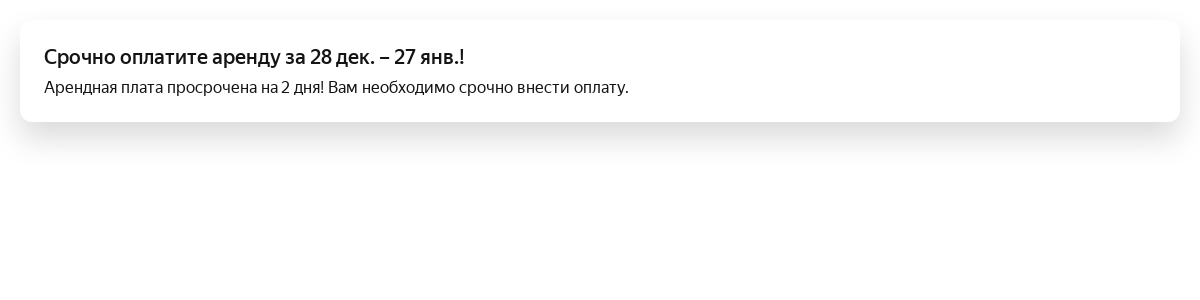 Срочно оплатите аренду за 28 дек. – 27 янв.!
Арендная плата просрочена на 2 дня! Вам необходимо срочно внести оплату.